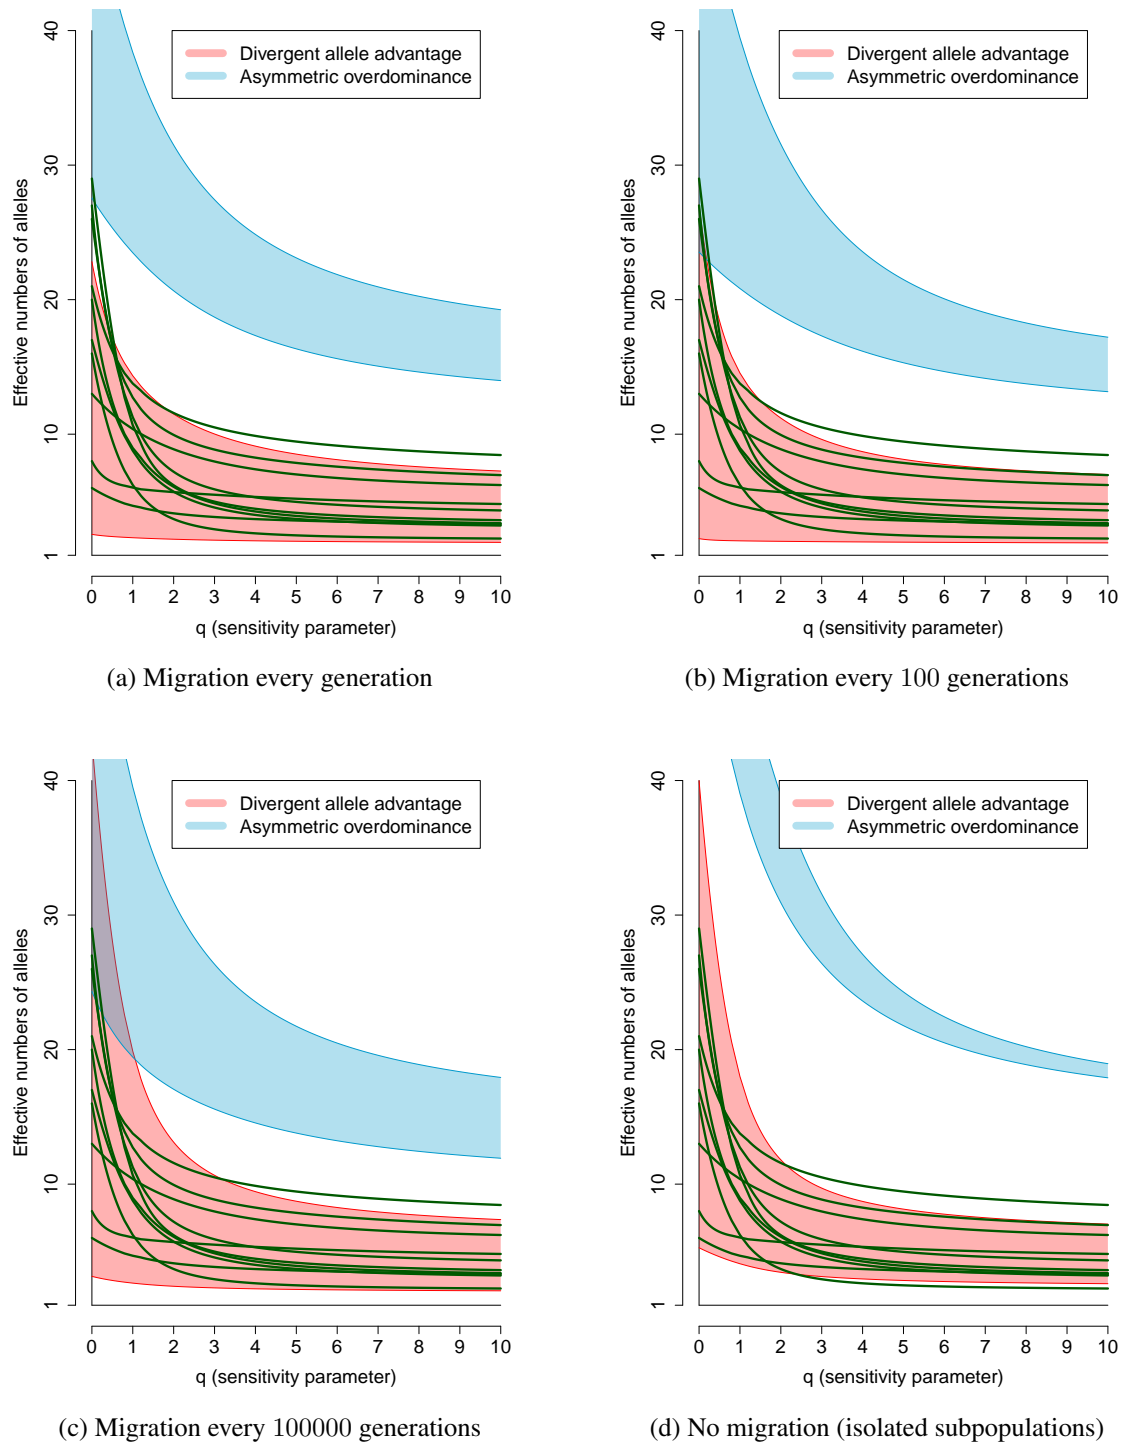 Divergent allele advantage
Asymmetric overdominance
Effective numbers of alleles
40
30
20
10
1
0 1 2 3 4 5 6 7 8 9 10
q (sensitivity parameter)
(a) Migration every generation
Divergent allele advantage
Asymmetric overdominance
Effective numbers of alleles
40
30
20
10
1
0 1 2 3 4 5 6 7 8 9 10
q (sensitivity parameter)
(b) Migration every 100 generations
Divergent allele advantage
Asymmetric overdominance
Effective numbers of alleles
40
30
20
10
1
0 1 2 3 4 5 6 7 8 9 10
q (sensitivity parameter)
(c) Migration every 100000 generations
Divergent allele advantage
Asymmetric overdominance
Effective numbers of alleles
40
30
20
10
1
0 1 2 3 4 5 6 7 8 9 10
q (sensitivity parameter)
(d) No migration (isolated subpopulations)